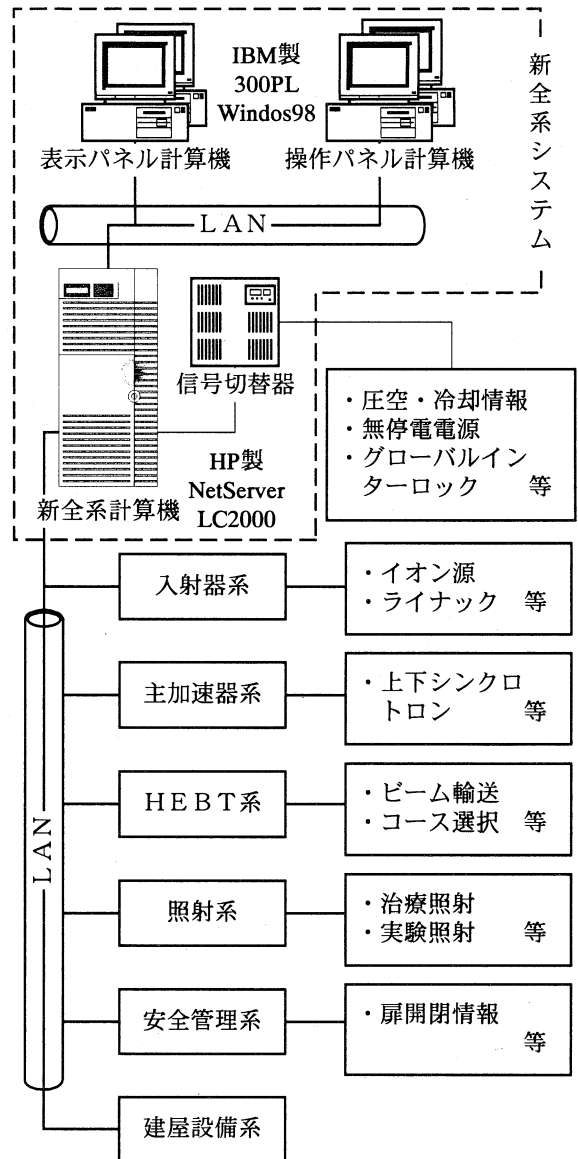 IBM製
300PL
Windos98
表示パネル計算機
操作パネル計算機
新全系システム
LAN
信号切替器
HP製
NetServer
LC2000
新全系計算機
・圧空・冷却情報
・無停電電源
・グローバルイン
ターロック 等
入射器系
・イオン源
・ライナック 等
主加速器系
・上下シンクロ
トロン 等
HEBT系
・ビーム輸送
・コース選択 等
LAN
照射系
・治療照射
・実験照射 等
安全管理系
・扉開閉情報
等
建屋設備系